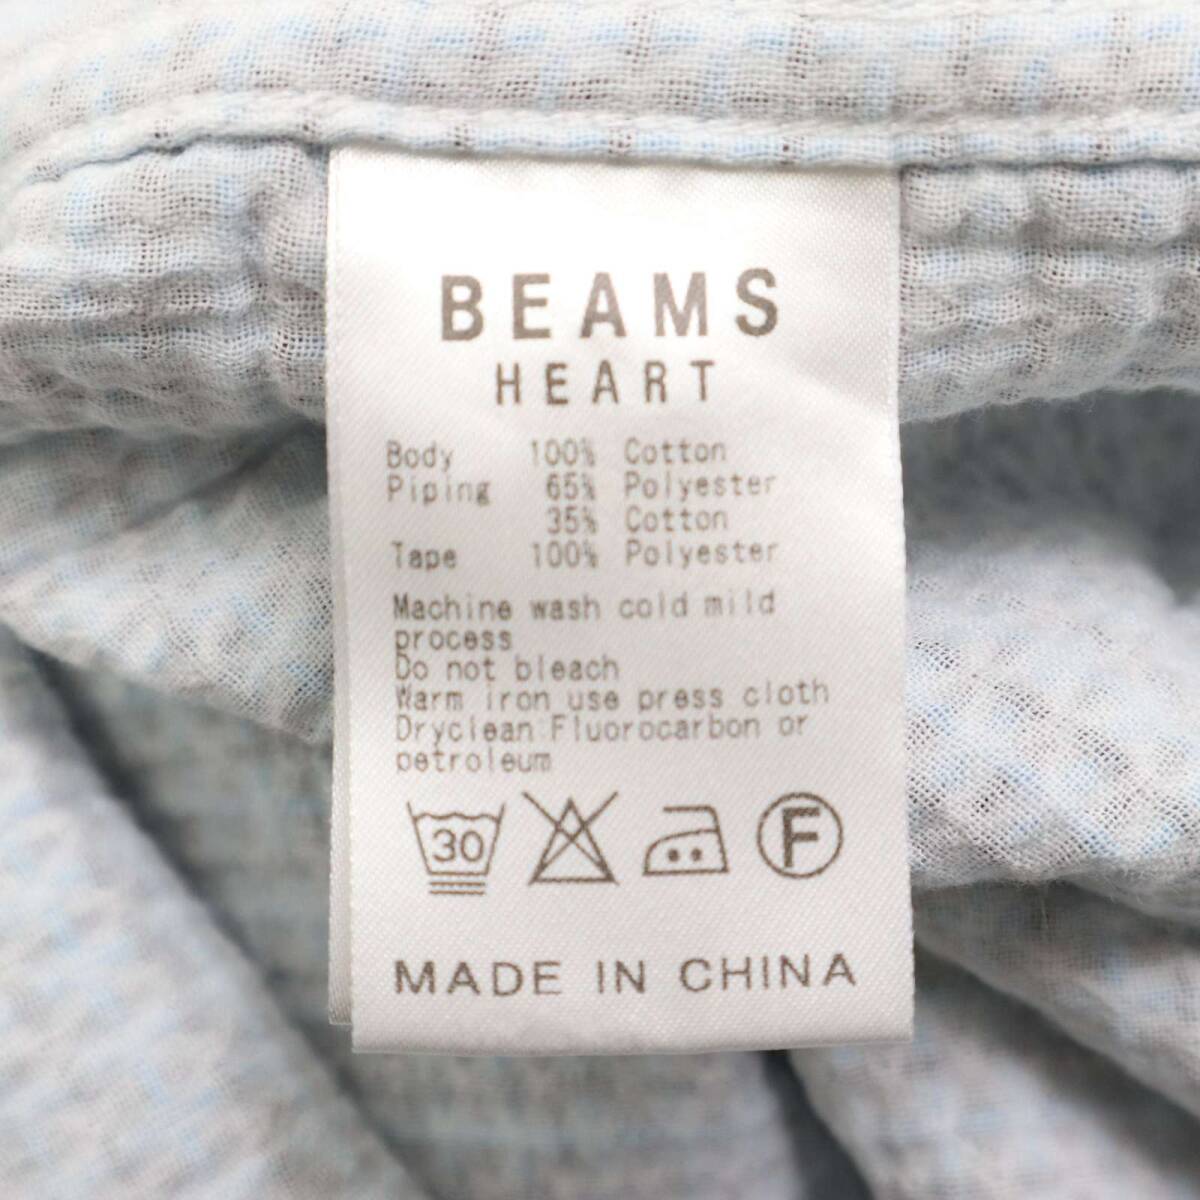 BEAMS
HEART
Body 100% Cotton
Piping 65% Polyester
35% Cotton
Tape 100% Polyester
Machine wash cold mild
process
Do not bleach
Warm iron use press cloth
Dryclean:Fluorocarbon or
petroleum
30 F
MADE IN CHINA